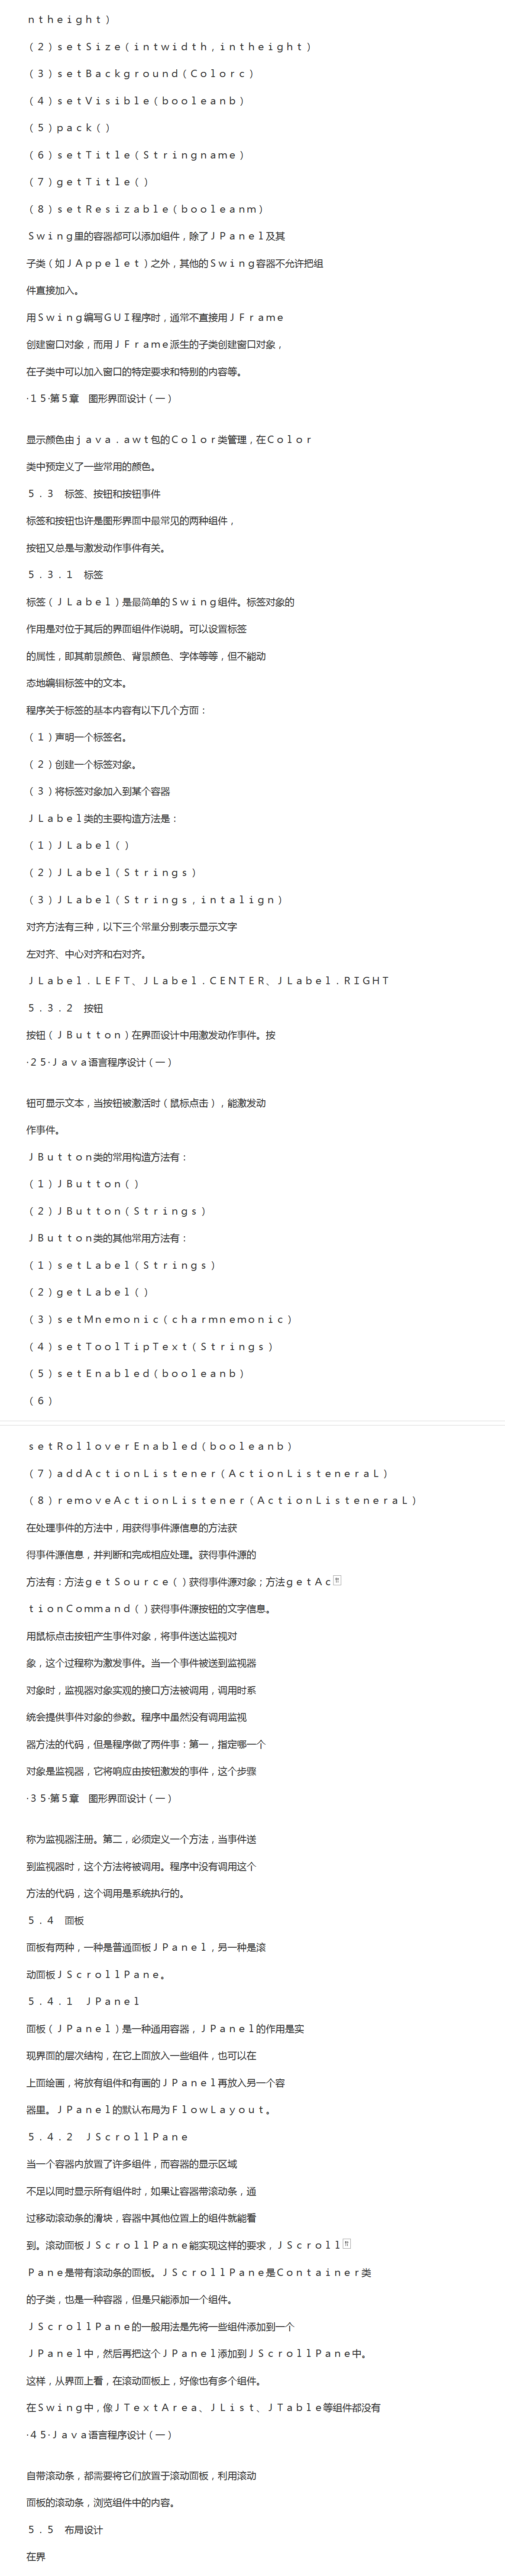 ｎｔｈｅｉｇｈｔ）
（２）ｓｅｔＳｉｚｅ（ｉｎｔｗｉｄｔｈ，ｉｎｔｈｅｉｇｈｔ）
（３）ｓｅｔＢａｃｋｇｒｏｕｎｄ（Ｃｏｌｏｒｃ）
（４）ｓｅｔＶｉｓｉｂｌｅ（ｂｏｏｌｅａｎｂ）
（５）ｐａｃｋ（）
（６）ｓｅｔＴｉｔｌｅ（Ｓｔｒｉｎｇｎａｍｅ）
（７）ｇｅｔＴｉｔｌｅ（）
（８）ｓｅｔＲｅｓｉｚａｂｌｅ（ｂｏｏｌｅａｎｍ）
Ｓｗｉｎｇ里的容器都可以添加组件，除了ＪＰａｎｅｌ及其
子类（如ＪＡｐｐｅｌｅｔ）之外，其他的Ｓｗｉｎｇ容器不允许把组
件直接加入。
用Ｓｗｉｎｇ编写ＧＵＩ程序时，通常不直接用ＪＦｒａｍｅ
创建窗口对象，而用ＪＦｒａｍｅ派生的子类创建窗口对象，
在子类中可以加入窗口的特定要求和特别的内容等。
·１５·第５章　图形界面设计（一）
显示颜色由ｊａｖａ．ａｗｔ包的Ｃｏｌｏｒ类管理，在Ｃｏｌｏｒ
类中预定义了一些常用的颜色。
５．３　标签、按钮和按钮事件
标签和按钮也许是图形界面中最常见的两种组件，
按钮又总是与激发动作事件有关。
５．３．１　标签
标签（ＪＬａｂｅｌ）是最简单的Ｓｗｉｎｇ组件。标签对象的
作用是对位于其后的界面组件作说明。可以设置标签
的属性，即其前景颜色、背景颜色、字体等等，但不能动
态地编辑标签中的文本。
程序关于标签的基本内容有以下几个方面：
（１）声明一个标签名。
（２）创建一个标签对象。
（３）将标签对象加入到某个容器
ＪＬａｂｅｌ类的主要构造方法是：
（１）ＪＬａｂｅｌ（）
（２）ＪＬａｂｅｌ（Ｓｔｒｉｎｇｓ）
（３）ＪＬａｂｅｌ（Ｓｔｒｉｎｇｓ，ｉｎｔａｌｉｇｎ）
对齐方法有三种，以下三个常量分别表示显示文字
左对齐、中心对齐和右对齐。
ＪＬａｂｅｌ．ＬＥＦＴ、ＪＬａｂｅｌ．ＣＥＮＴＥＲ、ＪＬａｂｅｌ．ＲＩＧＨＴ
５．３．２　按钮
按钮（ＪＢｕｔｔｏｎ）在界面设计中用激发动作事件。按
·２５·Ｊａｖａ语言程序设计（一）
钮可显示文本，当按钮被激活时（鼠标点击），能激发动
作事件。
ＪＢｕｔｔｏｎ类的常用构造方法有：
（１）ＪＢｕｔｔｏｎ（）
（２）ＪＢｕｔｔｏｎ（Ｓｔｒｉｎｇｓ）
ＪＢｕｔｔｏｎ类的其他常用方法有：
（１）ｓｅｔＬａｂｅｌ（Ｓｔｒｉｎｇｓ）
（２）ｇｅｔＬａｂｅｌ（）
（３）ｓｅｔＭｎｅｍｏｎｉｃ（ｃｈａｒｍｎｅｍｏｎｉｃ）
（４）ｓｅｔＴｏｏｌＴｉｐＴｅｘｔ（Ｓｔｒｉｎｇｓ）
（５）ｓｅｔＥｎａｂｌｅｄ（ｂｏｏｌｅａｎｂ）
（６）
ｓｅｔＲｏｌｌｏｖｅｒＥｎａｂｌｅｄ（ｂｏｏｌｅａｎｂ）
（７）ａｄｄＡｃｔｉｏｎＬｉｓｔｅｎｅｒ（ＡｃｔｉｏｎＬｉｓｔｅｎｅｒａＬ）
（８）ｒｅｍｏｖｅＡｃｔｉｏｎＬｉｓｔｅｎｅｒ（ＡｃｔｉｏｎＬｉｓｔｅｎｅｒａＬ）
在处理事件的方法中，用获得事件源信息的方法获
得事件源信息，并判断和完成相应处理。获得事件源的
方法有：方法ｇｅｔＳｏｕｒｃｅ（）获得事件源对象；方法ｇｅｔＡｃ
ｔｉｏｎＣｏｍｍａｎｄ（）获得事件源按钮的文字信息。
用鼠标点击按钮产生事件对象，将事件送达监视对
象，这个过程称为激发事件。当一个事件被送到监视器
对象时，监视器对象实现的接口方法被调用，调用时系
统会提供事件对象的参数。程序中虽然没有调用监视
器方法的代码，但是程序做了两件事：第一，指定哪一个
对象是监视器，它将响应由按钮激发的事件，这个步骤
·３５·第５章　图形界面设计（一）
称为监视器注册。第二，必须定义一个方法，当事件送
到监视器时，这个方法将被调用。程序中没有调用这个
方法的代码，这个调用是系统执行的。
５．４　面板
面板有两种，一种是普通面板ＪＰａｎｅｌ，另一种是滚
动面板ＪＳｃｒｏｌｌＰａｎｅ。
５．４．１　ＪＰａｎｅｌ
面板（ＪＰａｎｅｌ）是一种通用容器，ＪＰａｎｅｌ的作用是实
现界面的层次结构，在它上面放入一些组件，也可以在
上面绘画，将放有组件和有画的ＪＰａｎｅｌ再放入另一个容
器里。ＪＰａｎｅｌ的默认布局为ＦｌｏｗＬａｙｏｕｔ。
５．４．２　ＪＳｃｒｏｌｌＰａｎｅ
当一个容器内放置了许多组件，而容器的显示区域
不足以同时显示所有组件时，如果让容器带滚动条，通
过移动滚动条的滑块，容器中其他位置上的组件就能看
到。滚动面板ＪＳｃｒｏｌｌＰａｎｅ能实现这样的要求，ＪＳｃｒｏｌｌ
Ｐａｎｅ是带有滚动条的面板。ＪＳｃｒｏｌｌＰａｎｅ是Ｃｏｎｔａｉｎｅｒ类
的子类，也是一种容器，但是只能添加一个组件。
ＪＳｃｒｏｌｌＰａｎｅ的一般用法是先将一些组件添加到一个
ＪＰａｎｅｌ中，然后再把这个ＪＰａｎｅｌ添加到ＪＳｃｒｏｌｌＰａｎｅ中。
这样，从界面上看，在滚动面板上，好像也有多个组件。
在Ｓｗｉｎｇ中，像ＪＴｅｘｔＡｒｅａ、ＪＬｉｓｔ、ＪＴａｂｌｅ等组件都没有
·４５·Ｊａｖａ语言程序设计（一）
自带滚动条，都需要将它们放置于滚动面板，利用滚动
面板的滚动条，浏览组件中的内容。
５．５　布局设计
在界